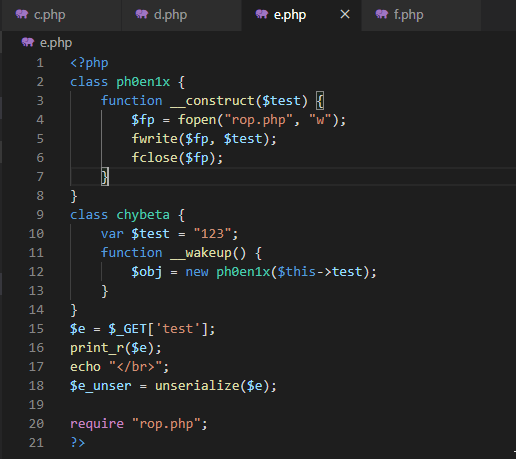 c.php d.php e.php × f.php
e.php
1 <?php
2 class ph0en1x {
3     function __construct($test) {
4         $fp = fopen("rop.php", "w");
5         fwrite($fp, $test);
6         fclose($fp);
7     }
8 }
9 class chybeta {
10     var $test = "123";
11     function __wakeup() {
12         $obj = new ph0en1x($this->test);
13     }
14 }
15 $e = $_GET['test'];
16 print_r($e);
17 echo "</br>";
18 $e_unser = unserialize($e);
19
20 require "rop.php";
21 ?>